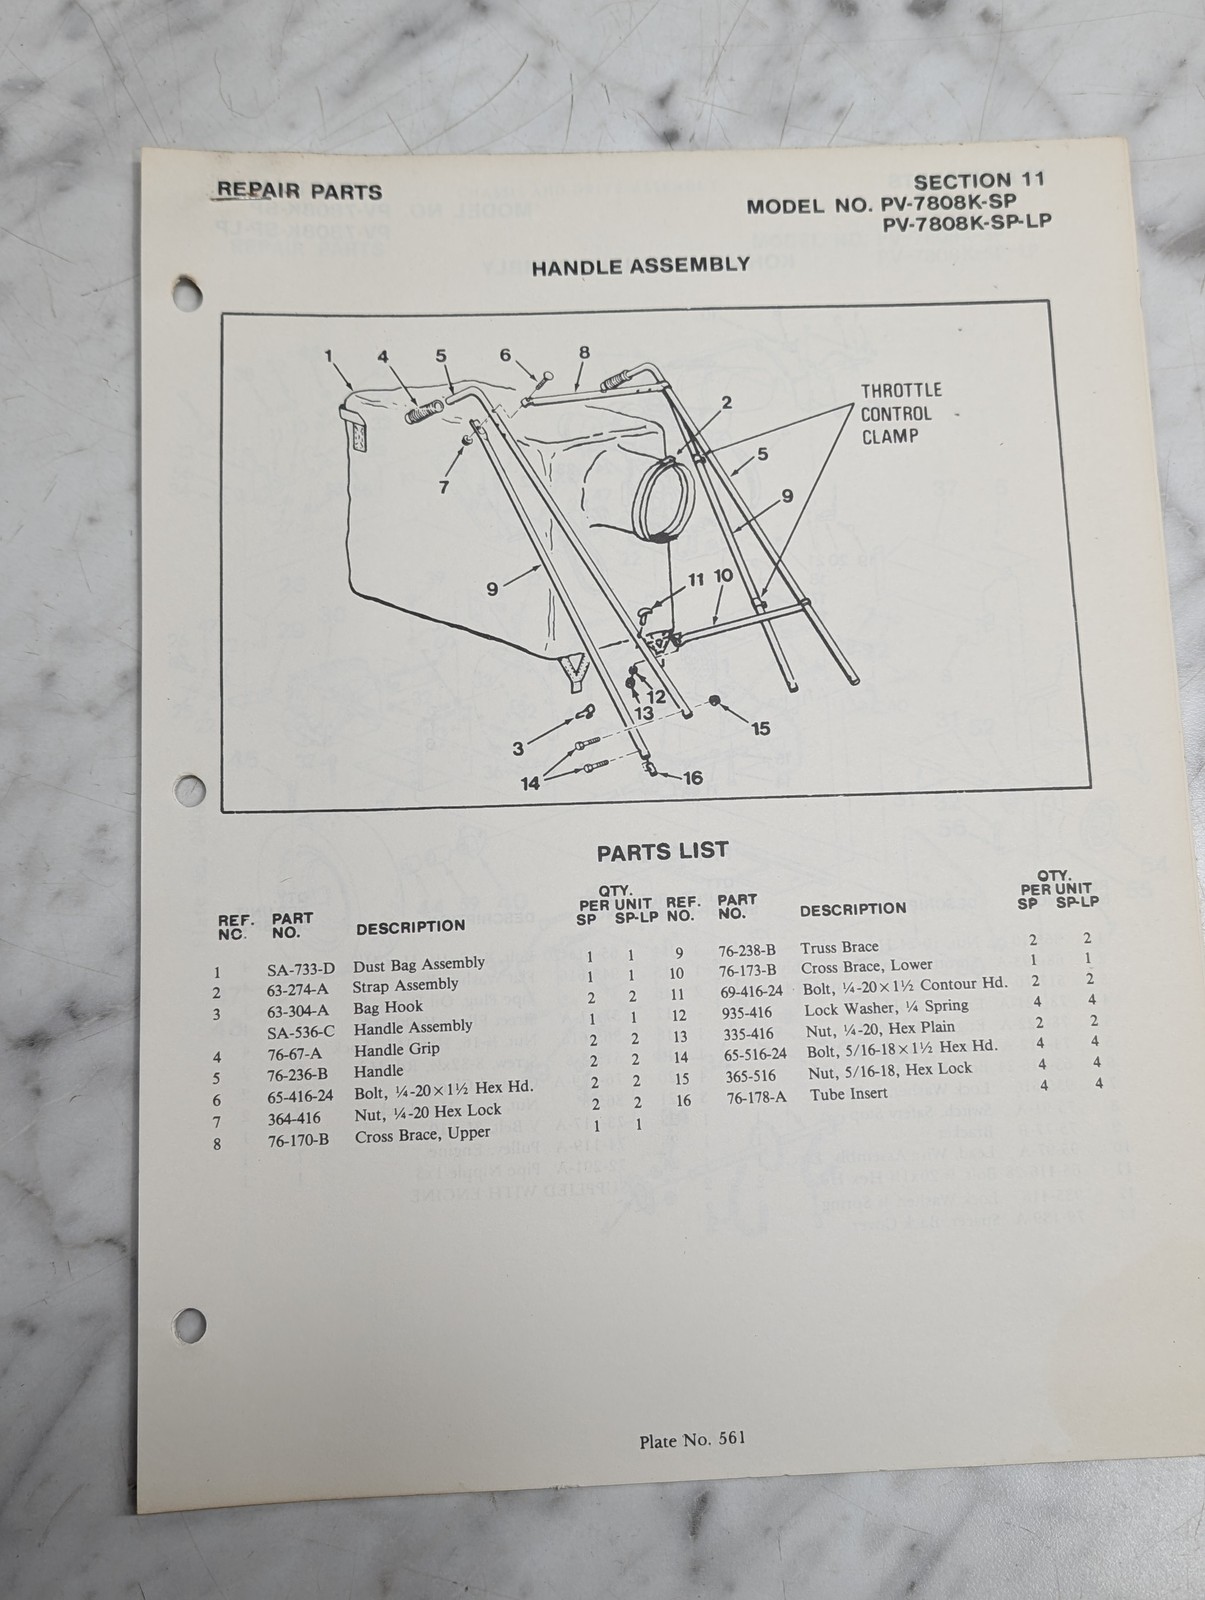 REPAIR PARTS
SECTION 11
MODEL NO. PV-7808K-SP
PV-7808K-SP-LP
HANDLE ASSEMBLY
1 4 5 6 8
2
THROTTLE
CONTROL
CLAMP
7
5
9
9
11 10
12
13
3
15
14
16
PARTS LIST
REF. NO. PART NO. DESCRIPTION QTY. PER UNIT SP SP-LP REF. NO. PART NO. DESCRIPTION QTY. PER UNIT SP SP-LP
1 SA-733-D Dust Bag Assembly 1 1
2 63-274-A Strap Assembly 1 1
3 63-304-A Bag Hook 2 2
SA-536-C Handle Assembly 1 1
4 76-67-A Handle Grip 2 2
5 76-236-B Handle 2 2
6 65-416-24 Bolt, ¼-20×1½ Hex Hd. 2 2
7 364-416 Nut, ¼-20 Hex Lock 2 2
8 76-170-B Cross Brace, Upper 1 1
9 76-238-B Truss Brace 2 2
10 76-173-B Cross Brace, Lower 1 1
11 69-416-24 Bolt, ¼-20×1½ Contour Hd. 2 2
12 935-416 Lock Washer, ¼ Spring 4 4
13 335-416 Nut, ¼-20, Hex Plain 2 2
14 65-516-24 Bolt, 5/16-18×1½ Hex Hd. 4 4
15 365-516 Nut, 5/16-18, Hex Lock 4 4
16 76-178-A Tube Insert 4 4
Plate No. 561